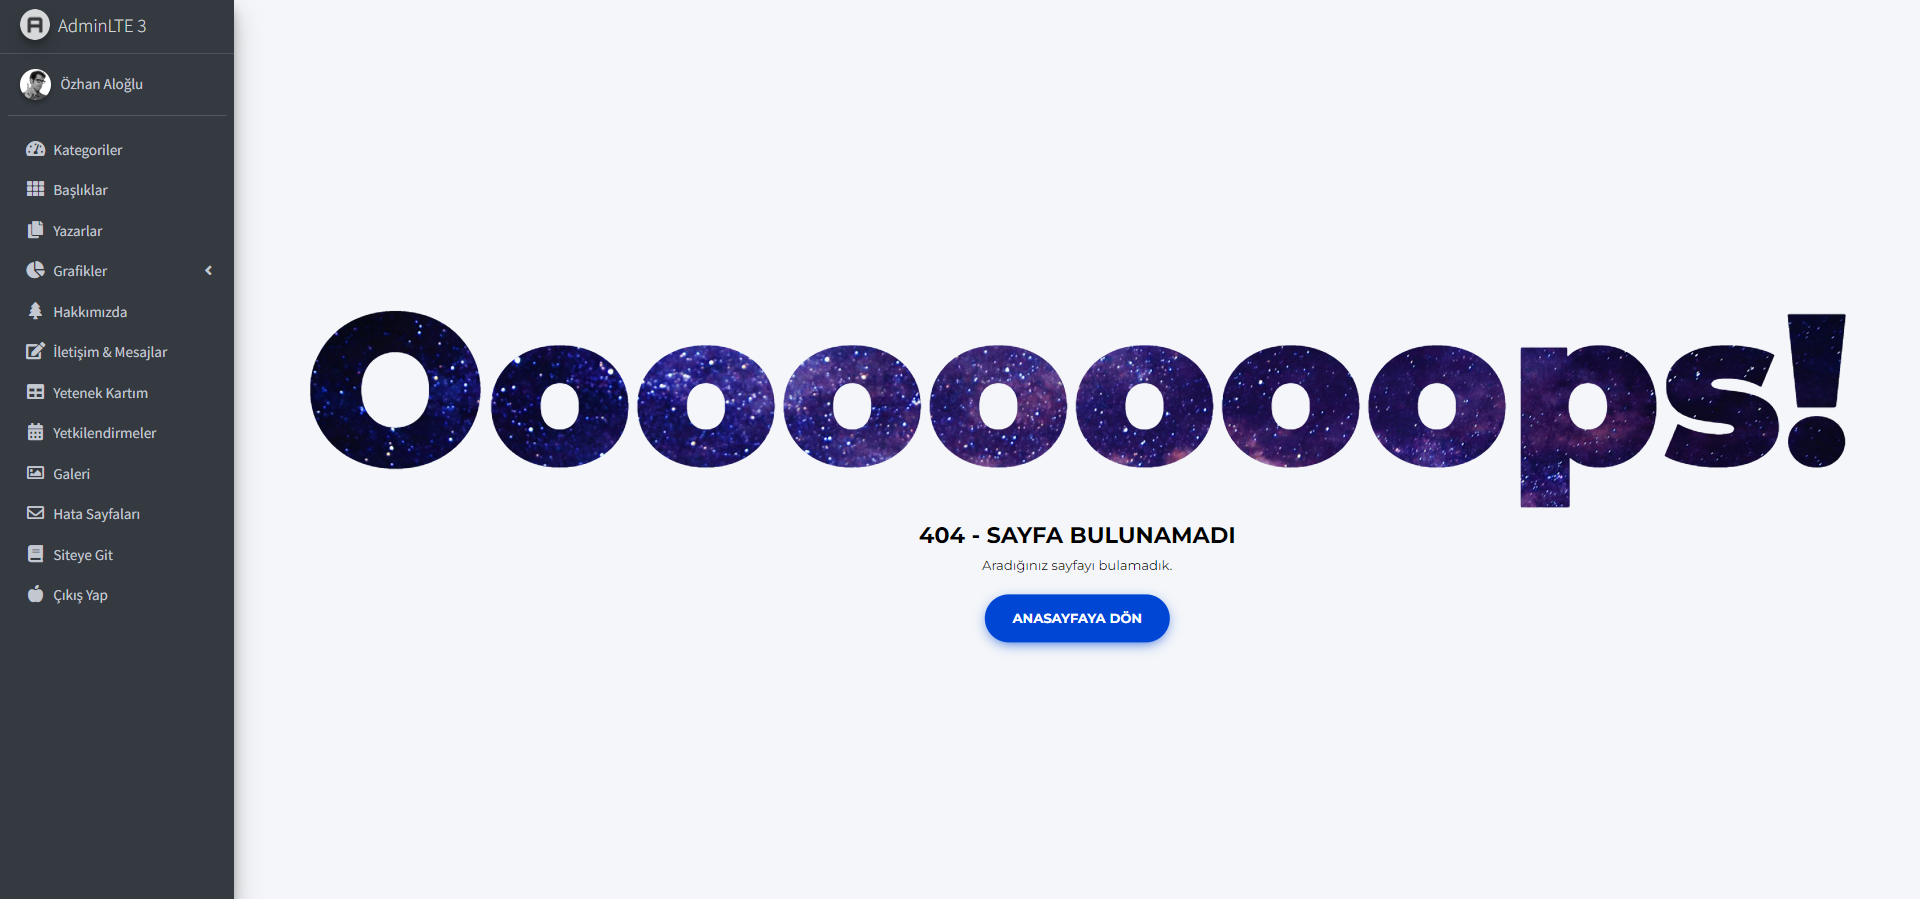 AdminLTE 3
Özhan Aloğlu
Kategoriler
Başlıklar
Yazarlar
Grafikler
Hakkımızda
İletişim & Mesajlar
Yetenek Kartım
Yetkilendirmeler
Galeri
Hata Sayfaları
Siteye Git
Çıkış Yap
Oooooooops!
404 - SAYFA BULUNAMADI
Aradığınız sayfayı bulamadık.
ANASAYFAYA DÖN